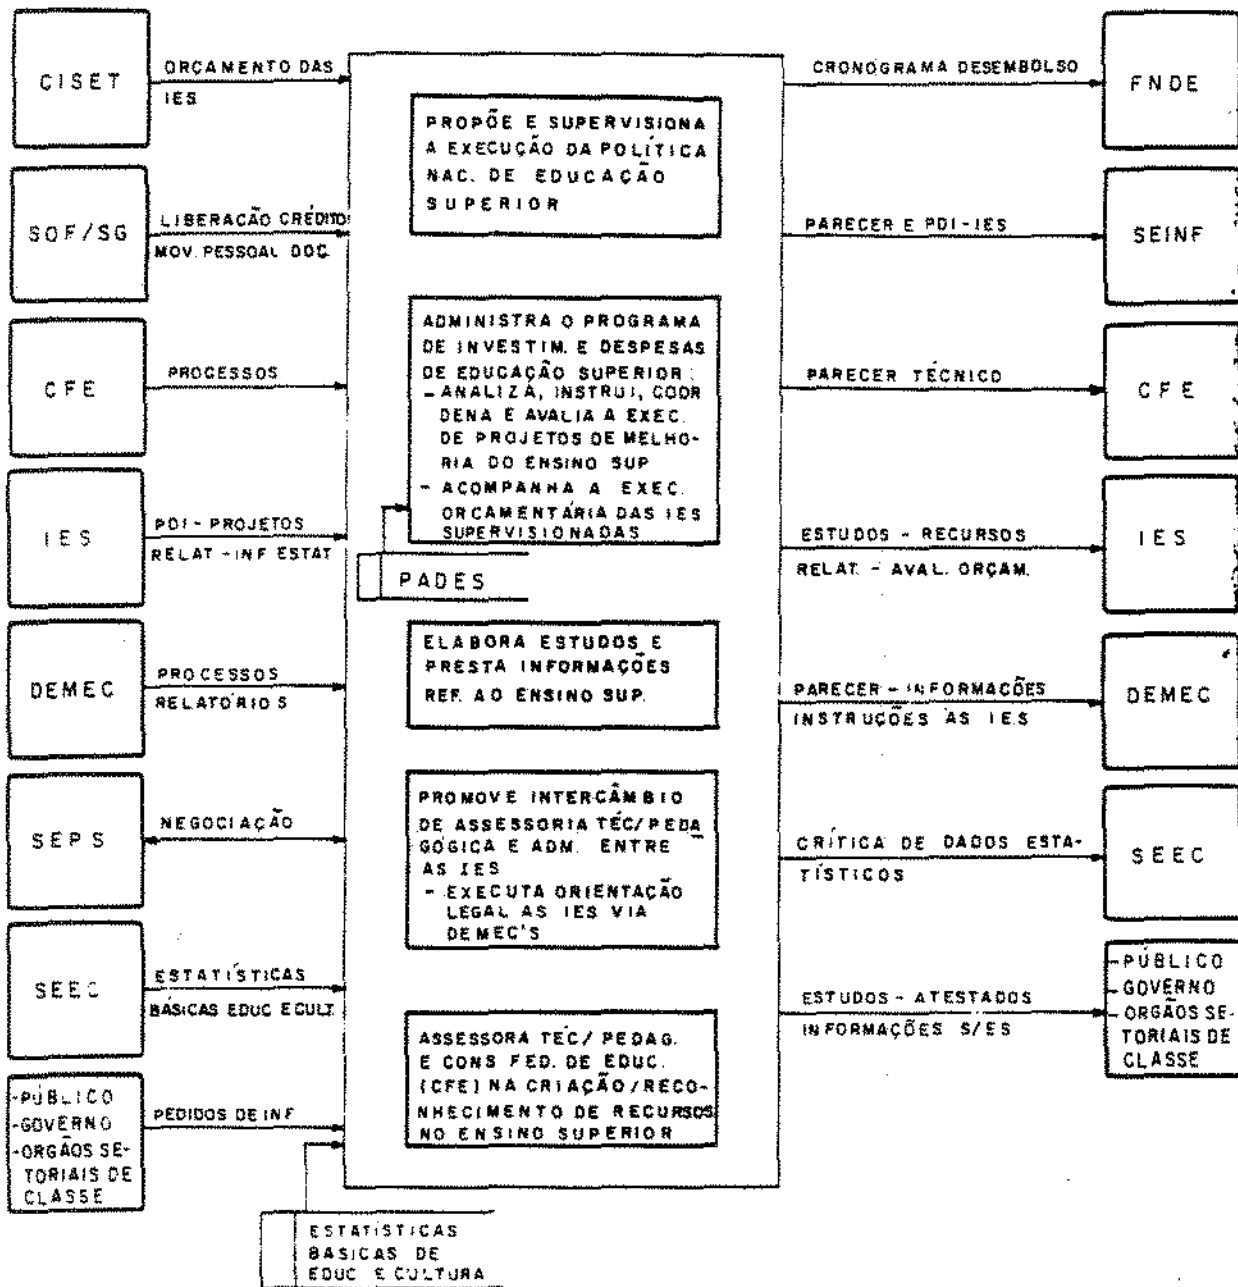 CISET
ORÇAMENTO DAS
IES
SOF/SG
LIBERAÇÃO CRÉDITO
MOV. PESSOAL DOC.
CFE
PROCESSOS
IES
PDI - PROJETOS
RELAT - INF ESTAT
DEMEC
PROCESSOS
RELATÓRIOS
SEPS
NEGOCIAÇÃO
SEEC
ESTATÍSTICAS
BÁSICAS EDUC E CULT.
-PÚBLICO
-GOVERNO
-ORGÃOS SE-
TORIAIS DE
CLASSE
PEDIDOS DE INF
PROPÕE E SUPERVISIONA
A EXECUÇÃO DA POLÍTICA
NAC. DE EDUCAÇÃO
SUPERIOR
ADMINISTRA O PROGRAMA
DE INVESTIM. E DESPESAS
DE EDUCAÇÃO SUPERIOR:
- ANALIZA, INSTRUI, COOR
DENA E AVALIA A EXEC.
DE PROJETOS DE MELHO-
RIA DO ENSINO SUP
- ACOMPANHA A EXEC.
ORÇAMENTÁRIA DAS IES
SUPERVISIONADAS
PADES
ELABORA ESTUDOS E
PRESTA INFORMAÇÕES
REF. AO ENSINO SUP.
PROMOVE INTERCÂMBIO
DE ASSESSORIA TÉC/PEDA
GÓGICA E ADM. ENTRE
AS IES
- EXECUTA ORIENTAÇÃO
LEGAL AS IES VIA
DEMEC'S
ASSESSORA TÉC/ PEDAG.
E CONS FED. DE EDUC.
(CFE) NA CRIAÇÃO/RECO-
NHECIMENTO DE RECURSOS
NO ENSINO SUPERIOR
ESTATÍSTICAS
BASICAS DE
EDUC E CULTURA
CRONOGRAMA DESEMBOLSO
FNDE
PARECER E PDI-IES
SEINF
PARECER TÉCNICO
CFE
ESTUDOS - RECURSOS
RELAT. - AVAL. ORÇAM.
IES
PARECER - INFORMAÇÕES
INSTRUÇÕES ÀS IES
DEMEC
CRÍTICA DE DADOS ESTA-
TÍSTICOS
SEEC
ESTUDOS - ATESTADOS
INFORMAÇÕES S/ES
-PÚBLICO
-GOVERNO
-ORGÃOS SE-
TORIAIS DE
CLASSE